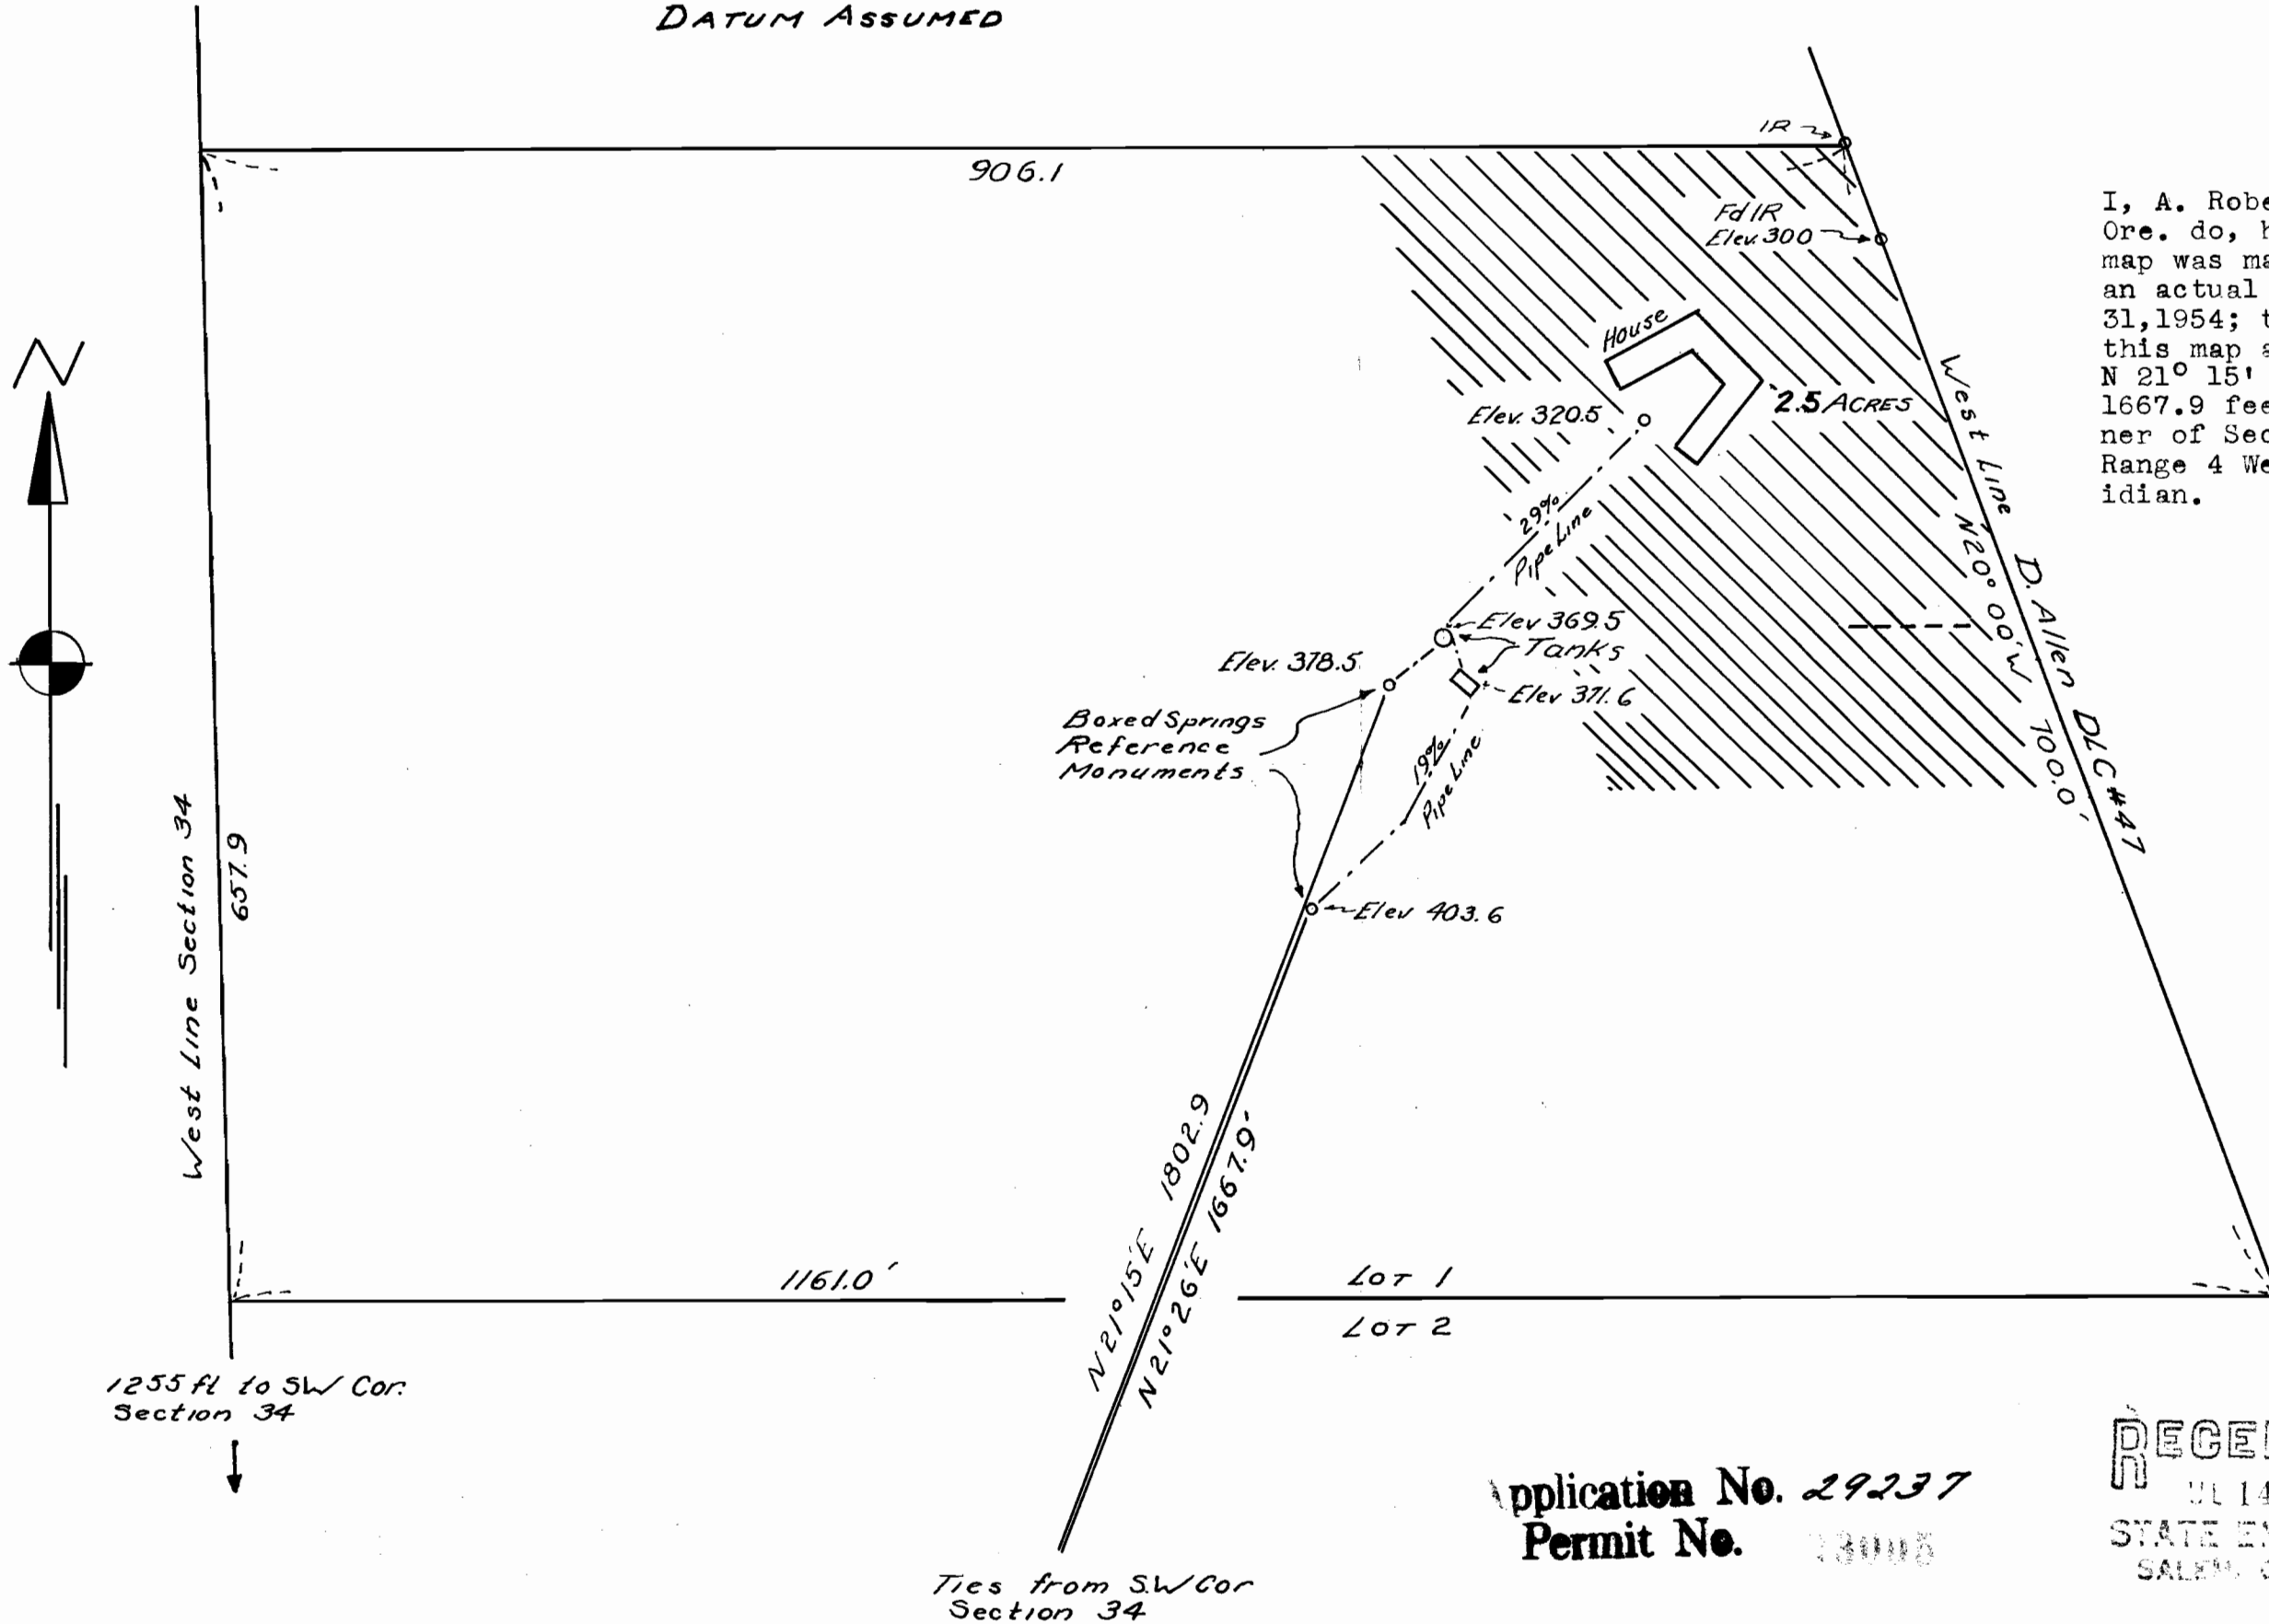 DATUM ASSUMED
IR
906.1
Fd IR
Elev. 300
I, A. Robe
Ore. do, h
map was ma
an actual
31,1954; t
this map a
N 21° 15'
1667.9 fee
ner of Sec
Range 4 We
idian.
N
House
2.5 ACRES
Elev. 320.5
West Line D. Allen DLC #47
N20°00'W 700.0'
29%
Pipe Line
Elev 369.5
Tanks
Elev. 378.5
Elev 371.6
Boxed Springs
Reference
Monuments
19%
Pipe Line
Elev 403.6
West Line Section 34
657.9
N21°15'E 1802.9
N21°26'E 1667.9'
1161.0'
LOT 1
LOT 2
1255 ft to SW Cor.
Section 34
Ties from S.W Cor
Section 34
pplication No. 29237
Permit No.
RECE
14
STATE E
SALEM,